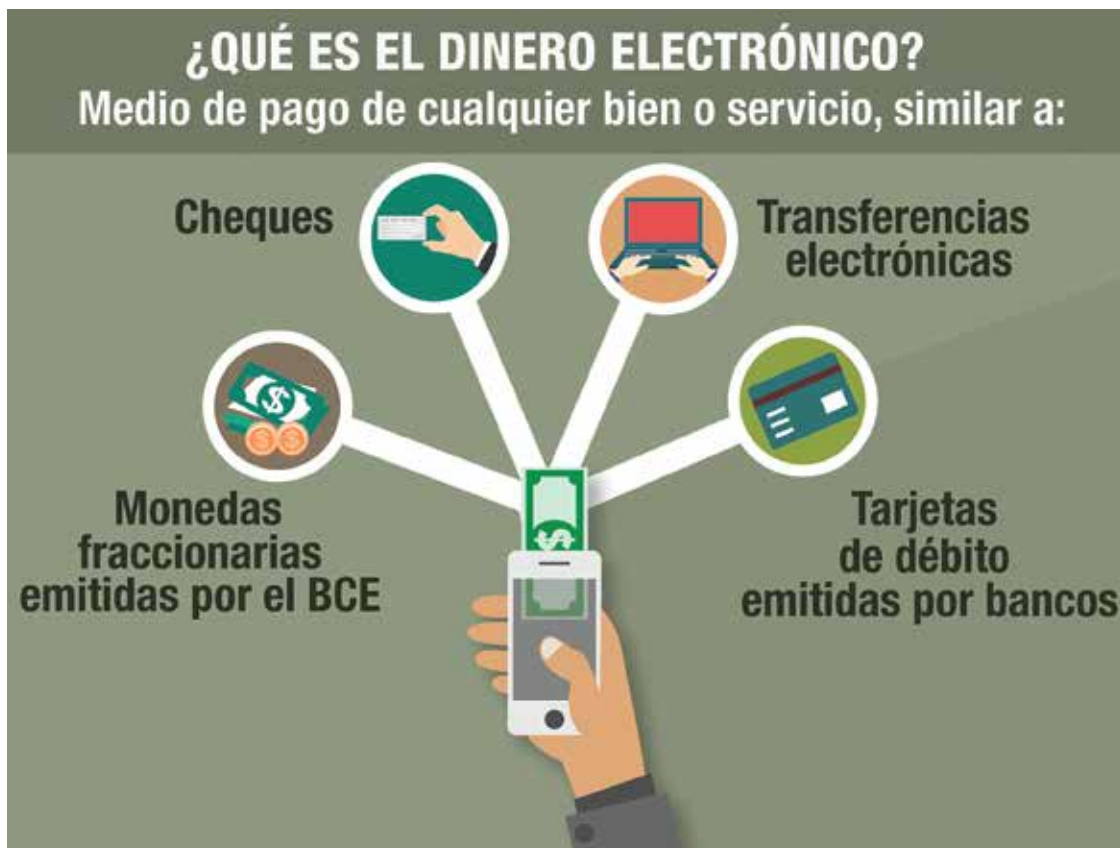 ¿QUÉ ES EL DINERO ELECTRÓNICO?
Medio de pago de cualquier bien o servicio, similar a:
Cheques
Transferencias
electrónicas
Monedas
fraccionarias
emitidas por el BCE
Tarjetas
de débito
emitidas por bancos